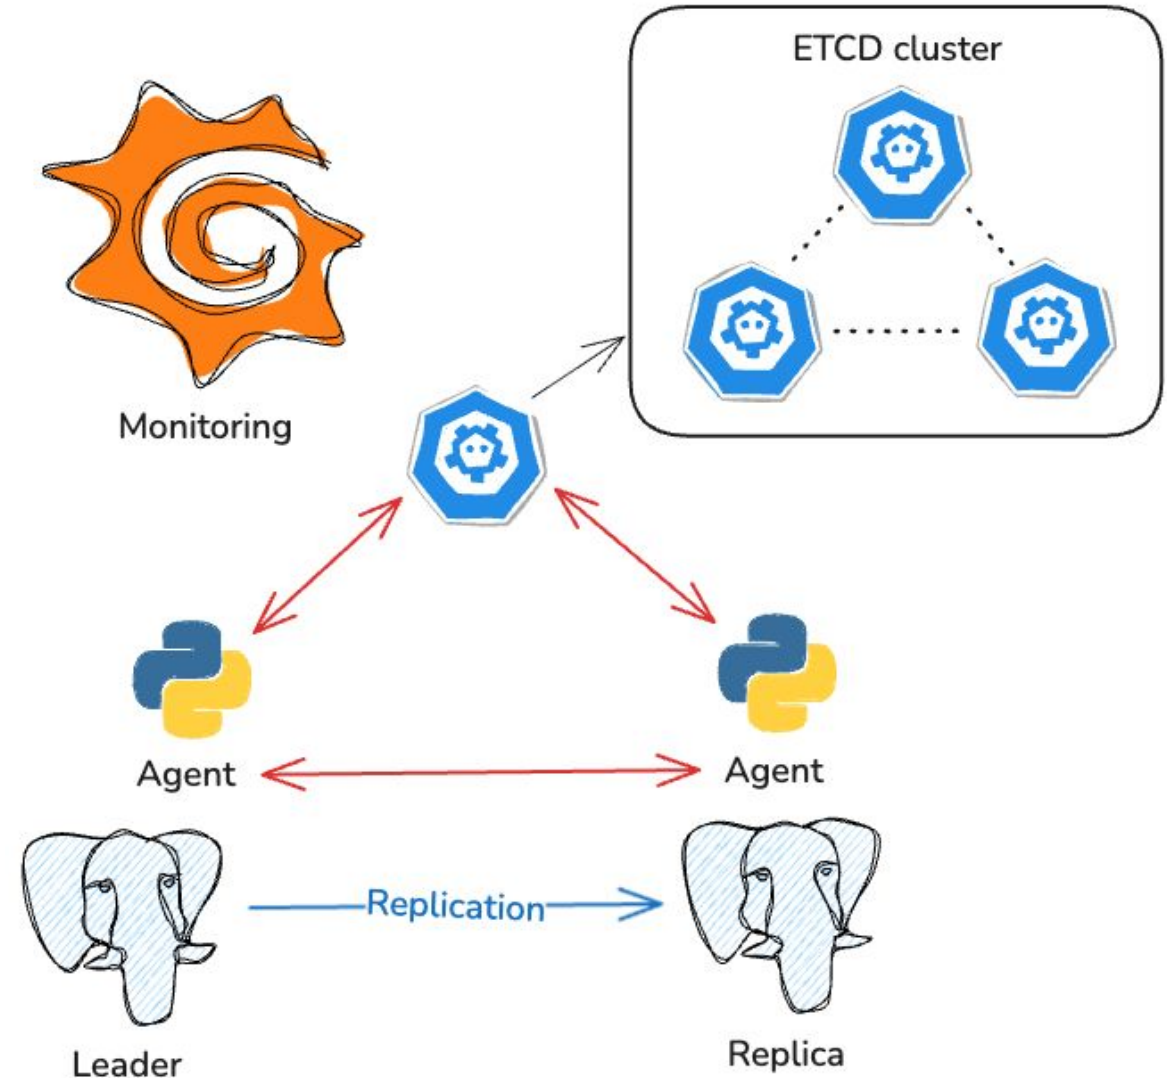 ETCD cluster
Monitoring
Agent
Agent
Replication
Leader
Replica